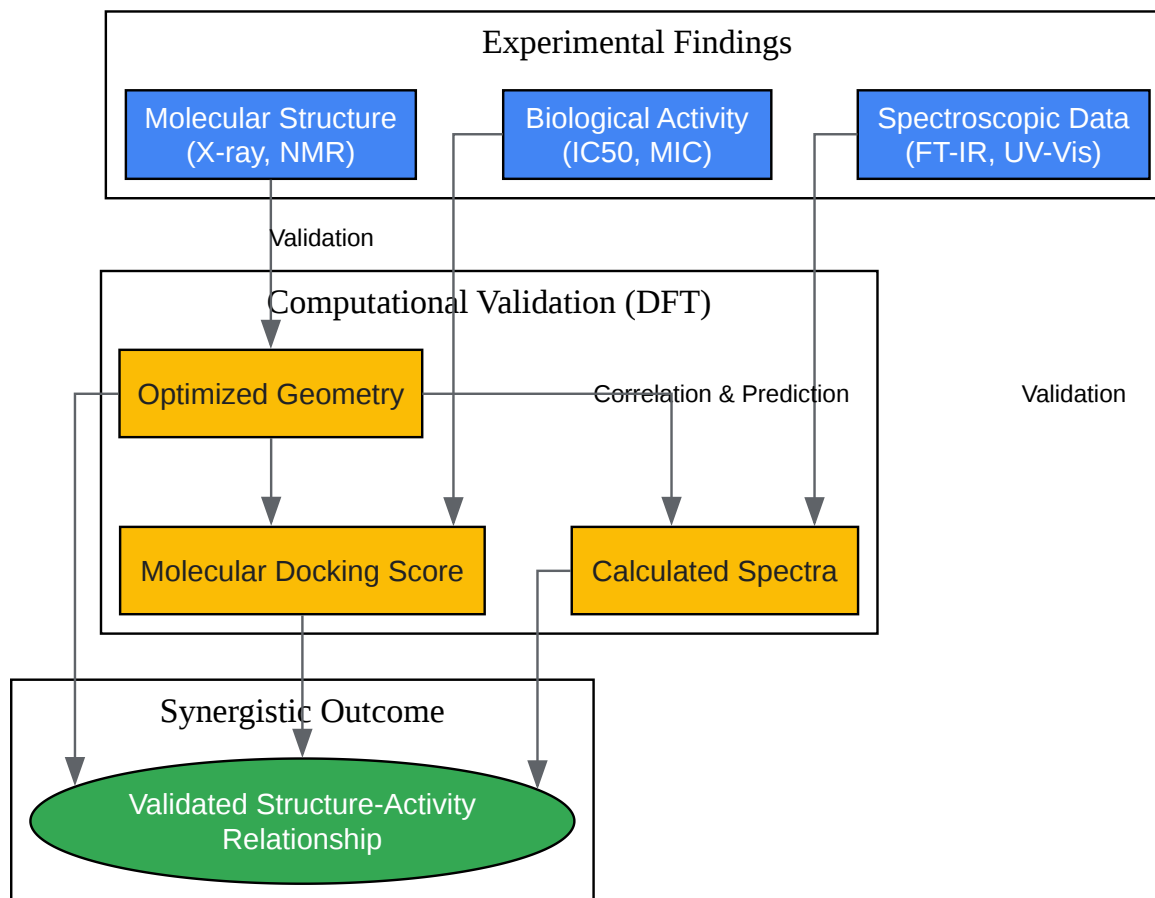 Experimental Findings
Molecular Structure
(X-ray, NMR)
Biological Activity
(IC50, MIC)
Spectroscopic Data
(FT-IR, UV-Vis)
Validation
Computational Validation (DFT)
Optimized Geometry
Correlation & Prediction
Validation
Molecular Docking Score
Calculated Spectra
Synergistic Outcome
Validated Structure-Activity
Relationship